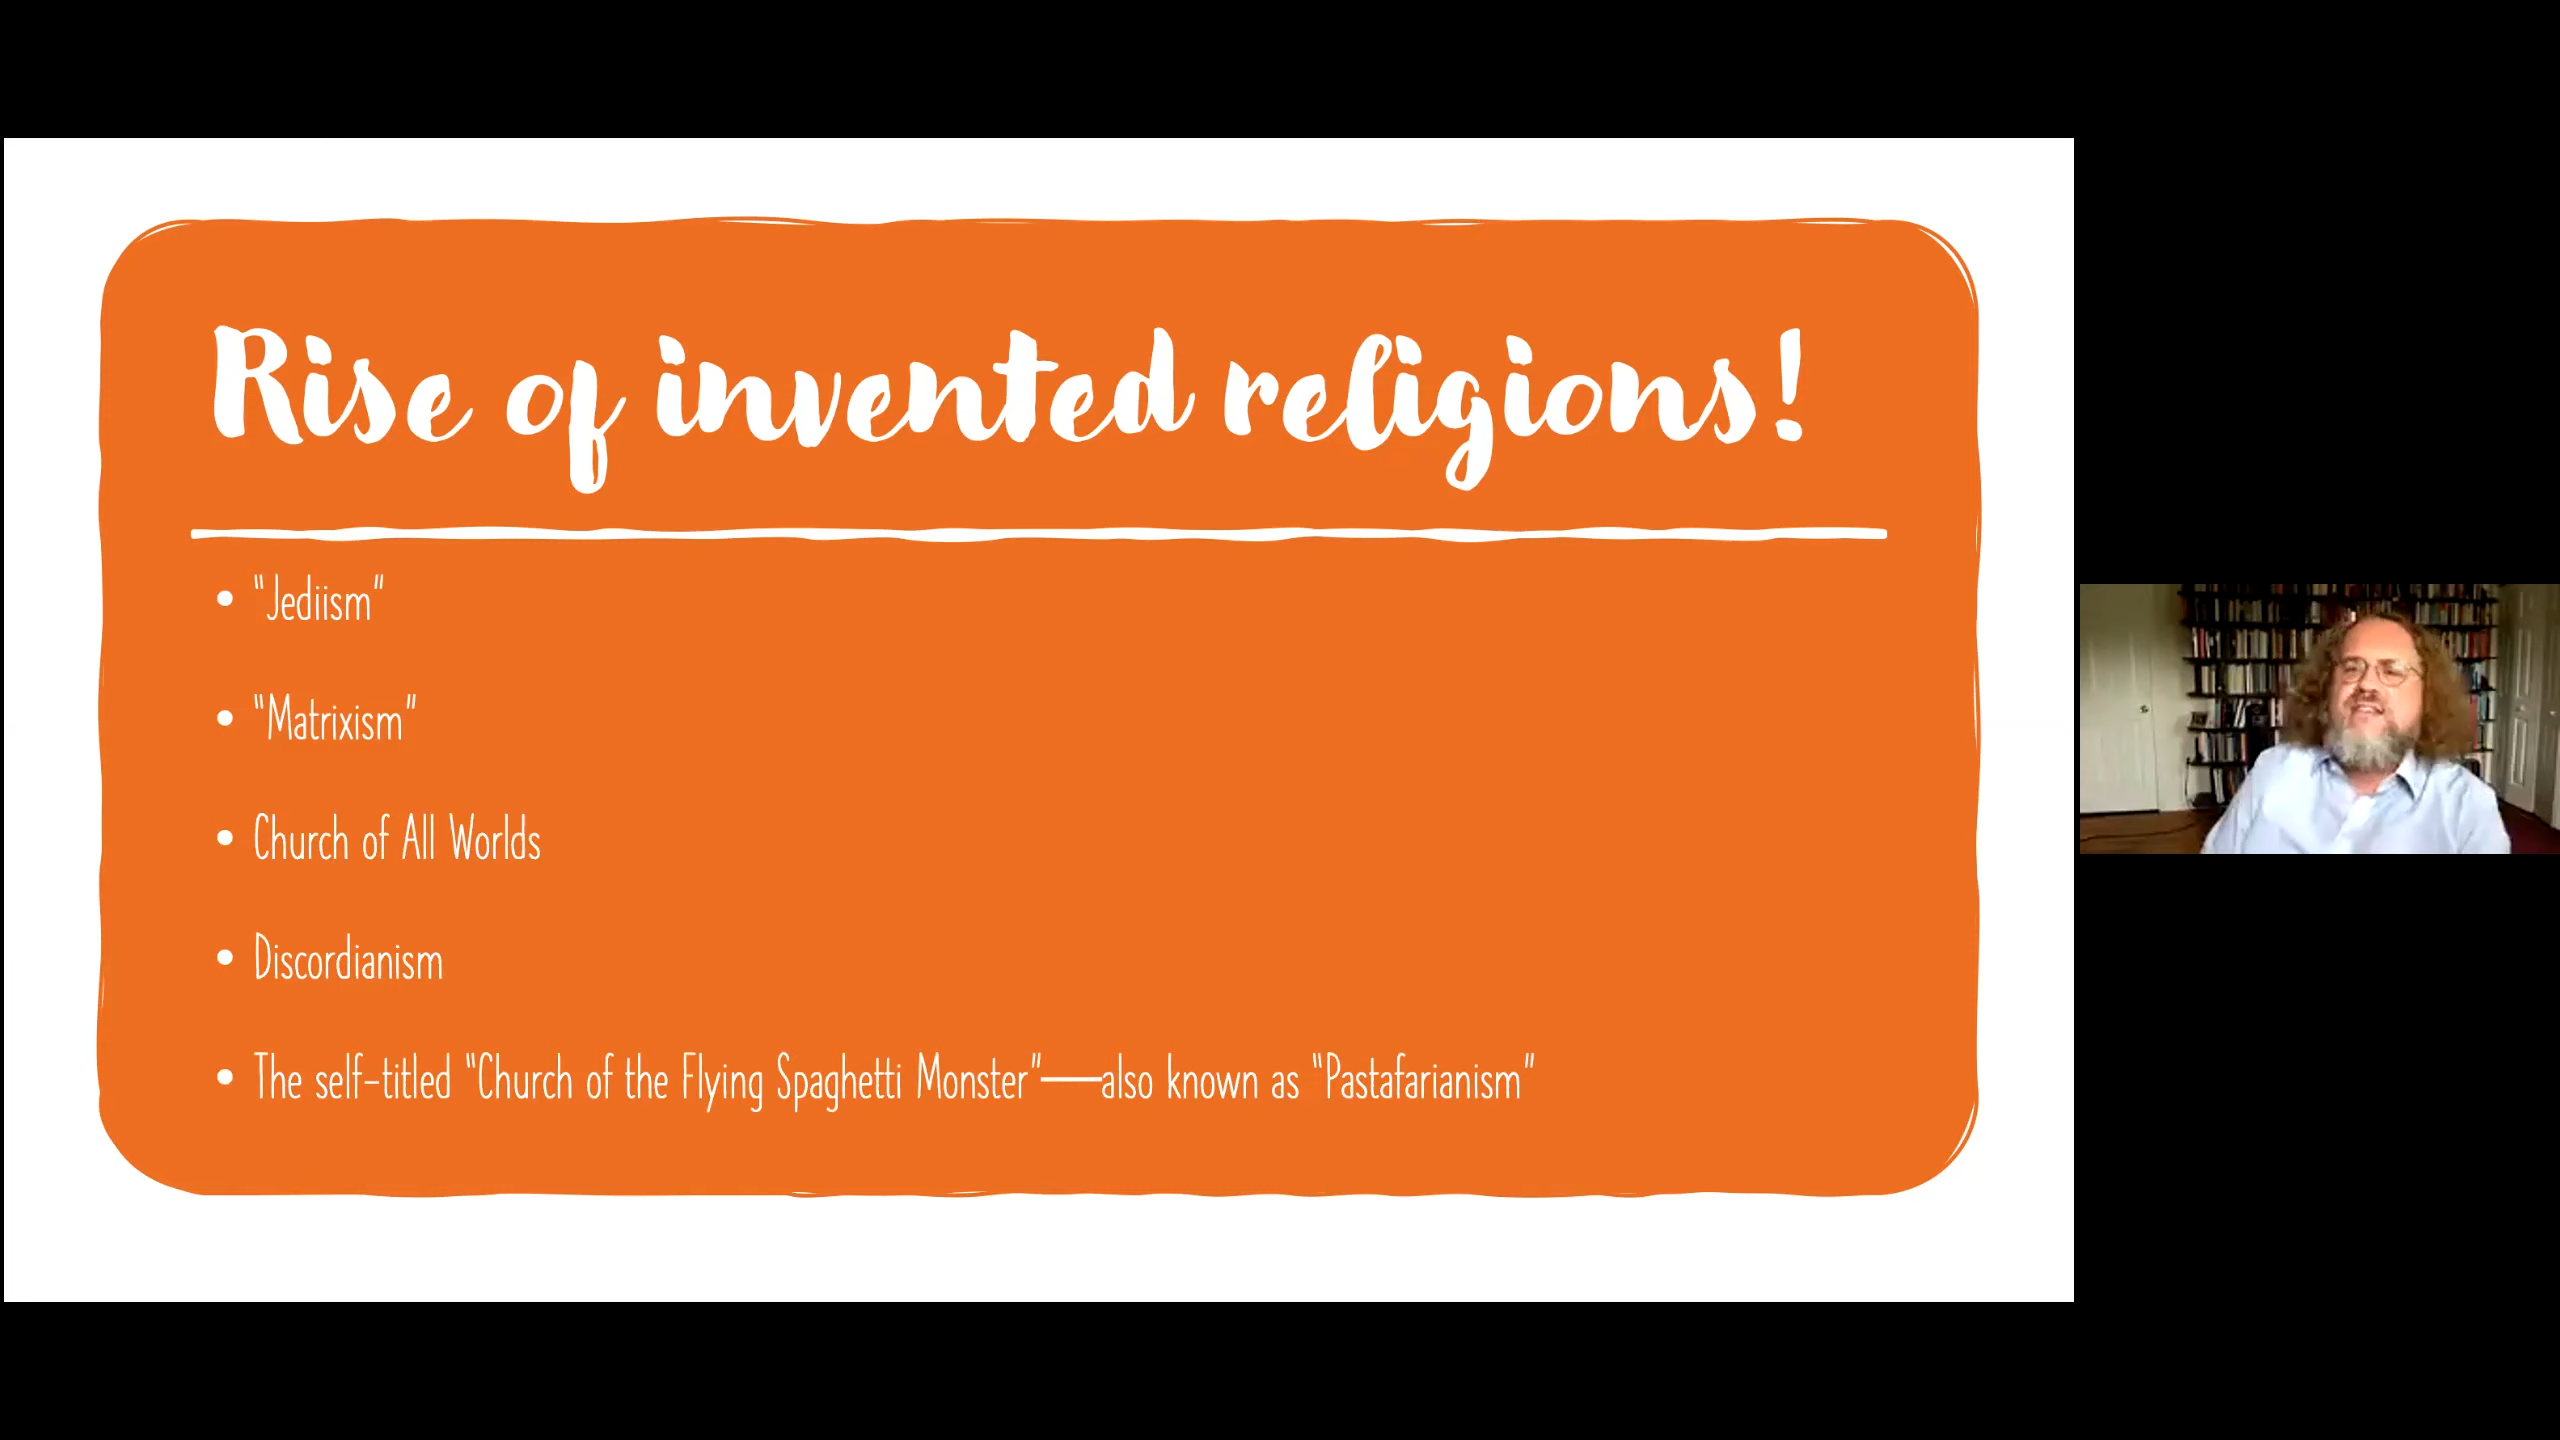 Rise of invented religions!
• "Jediism"
• "Matrixism"
• Church of All Worlds
• Discordianism
• The self-titled "Church of the Flying Spaghetti Monster"—also known as "Pastafarianism"